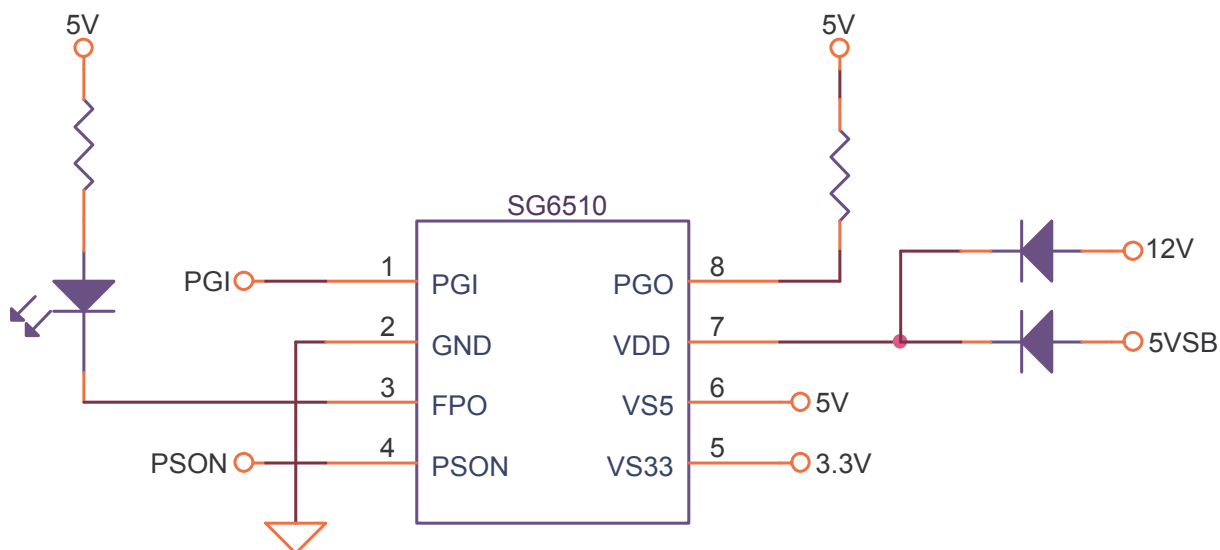 5V
5V
SG6510
PGI
1
PGI
PGO
8
12V
2
GND
VDD
7
5VSB
3
FPO
VS5
6
5V
PSON
4
PSON
VS33
5
3.3V